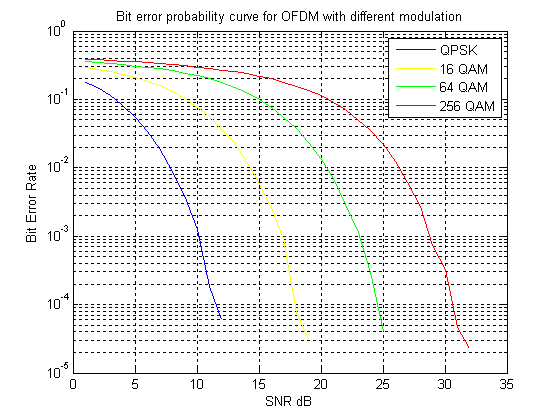 Bit error probability curve for OFDM with different modulation
10^0
10^-1
10^-2
10^-3
10^-4
10^-5
Bit Error Rate
QPSK
16 QAM
64 QAM
256 QAM
0 5 10 15 20 25 30 35
SNR dB